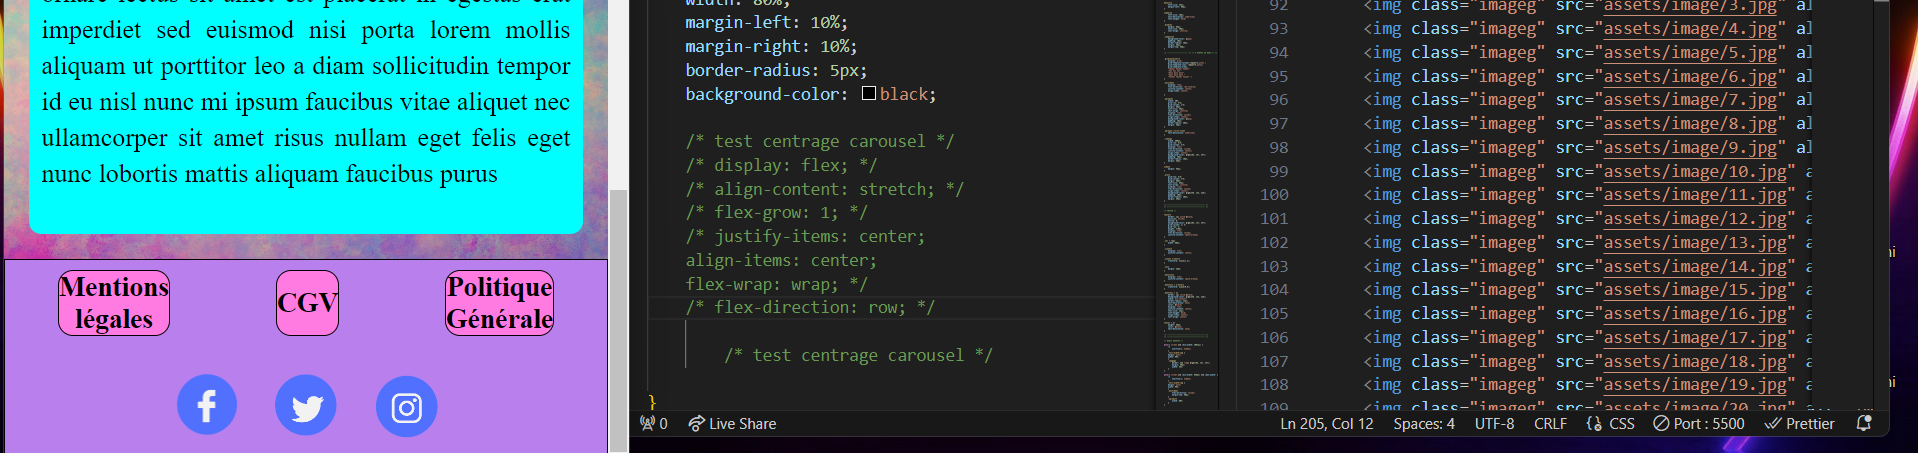 ornare lectus sit amet est placerat in egestas erat
imperdiet sed euismod nisi porta lorem mollis
aliquam ut porttitor leo a diam sollicitudin tempor
id eu nisl nunc mi ipsum faucibus vitae aliquet nec
ullamcorper sit amet risus nullam eget felis eget
nunc lobortis mattis aliquam faucibus purus
Mentions
légales
CGV
Politique
Générale
width: 80%;
margin-left: 10%;
margin-right: 10%;
border-radius: 5px;
background-color: black;
/* test centrage carousel */
/* display: flex; */
/* align-content: stretch; */
/* flex-grow: 1; */
/* justify-items: center;
align-items: center;
flex-wrap: wrap; */
/* flex-direction: row; */
/* test centrage carousel */
}
92 <img class="imageg" src="assets/image/3.jpg" al
93 <img class="imageg" src="assets/image/4.jpg" al
94 <img class="imageg" src="assets/image/5.jpg" al
95 <img class="imageg" src="assets/image/6.jpg" al
96 <img class="imageg" src="assets/image/7.jpg" al
97 <img class="imageg" src="assets/image/8.jpg" al
98 <img class="imageg" src="assets/image/9.jpg" al
99 <img class="imageg" src="assets/image/10.jpg" a
100 <img class="imageg" src="assets/image/11.jpg" a
101 <img class="imageg" src="assets/image/12.jpg" a
102 <img class="imageg" src="assets/image/13.jpg" a
103 <img class="imageg" src="assets/image/14.jpg" a
104 <img class="imageg" src="assets/image/15.jpg" a
105 <img class="imageg" src="assets/image/16.jpg" a
106 <img class="imageg" src="assets/image/17.jpg" a
107 <img class="imageg" src="assets/image/18.jpg" a
108 <img class="imageg" src="assets/image/19.jpg" a
109 <img class="imageg" src="assets/image/20.jpg" a
0 Live Share Ln 205, Col 12 Spaces: 4 UTF-8 CRLF CSS Port : 5500 Prettier